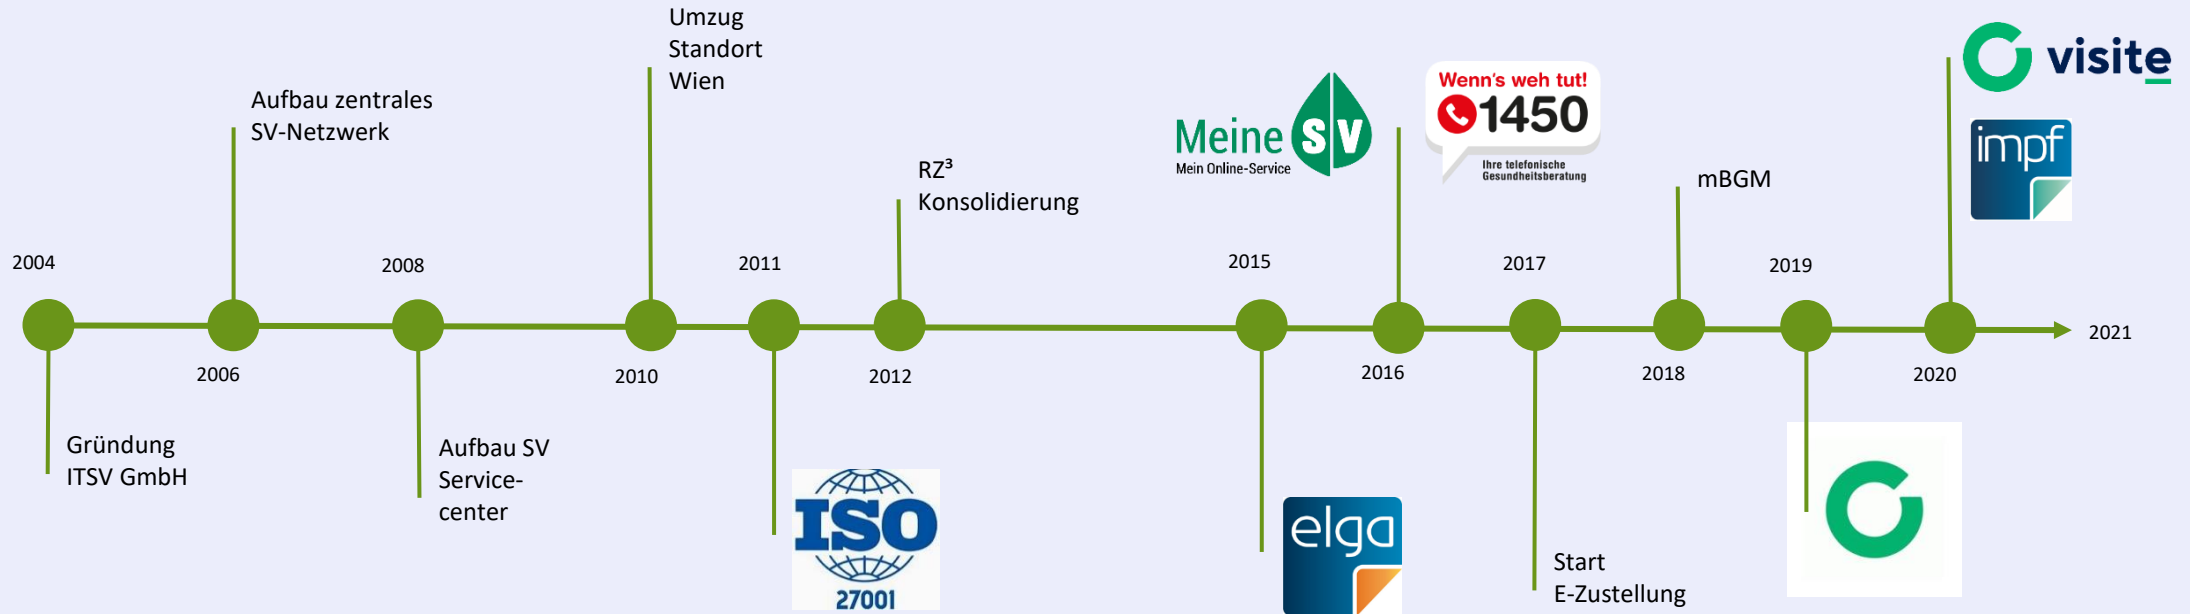 2004
Gründung
ITSV GmbH
Aufbau zentrales
SV-Netzwerk
2006
2008
Aufbau SV
Service-
center
Umzug
Standort
Wien
2010
2011
ISO
27001
RZ³
Konsolidierung
2012
2015
elga
Meine SV
Mein Online-Service
Wenn's weh tut!
1450
Ihre telefonische
Gesundheitsberatung
2016
2017
Start
E-Zustellung
mBGM
2018
2019
visite
impf
2020
2021